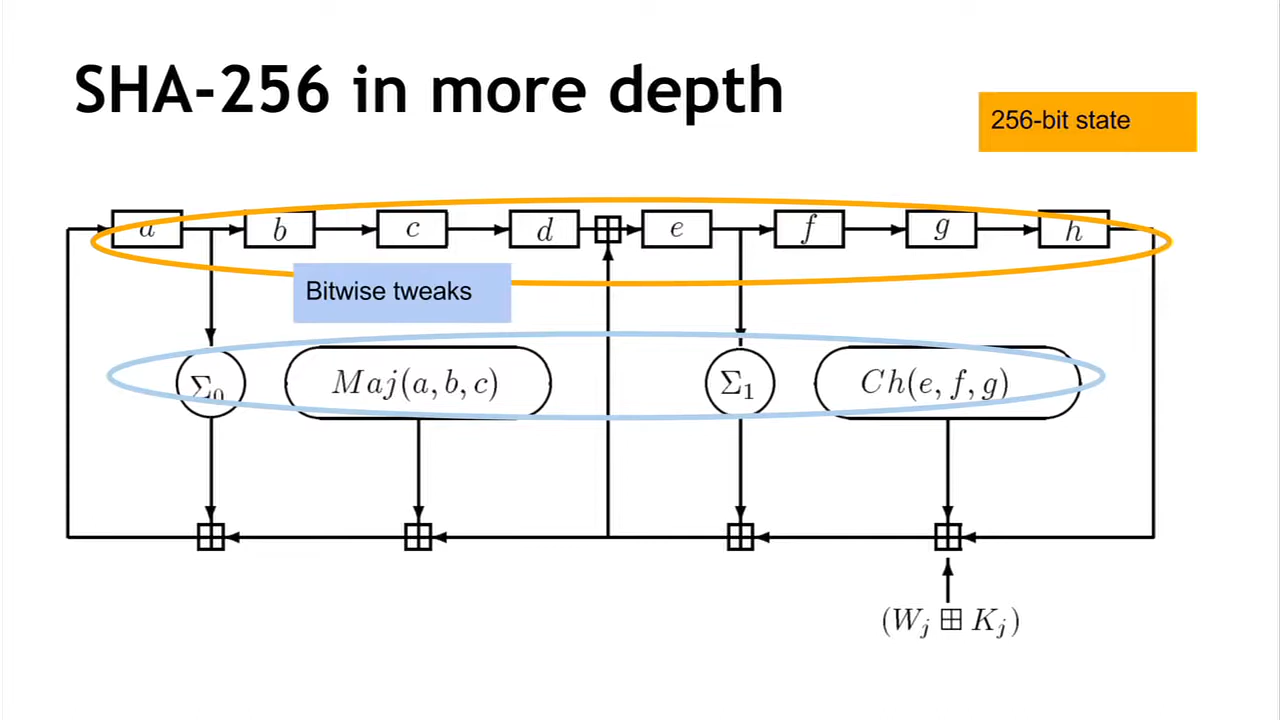 SHA-256 in more depth
256-bit state
a b c d ⊞ e f g h
Bitwise tweaks
Σ₀ Maj(a, b, c) Σ₁ Ch(e, f, g)
⊞ ⊞ ⊞ ⊞
(Wⱼ ⊞ Kⱼ)